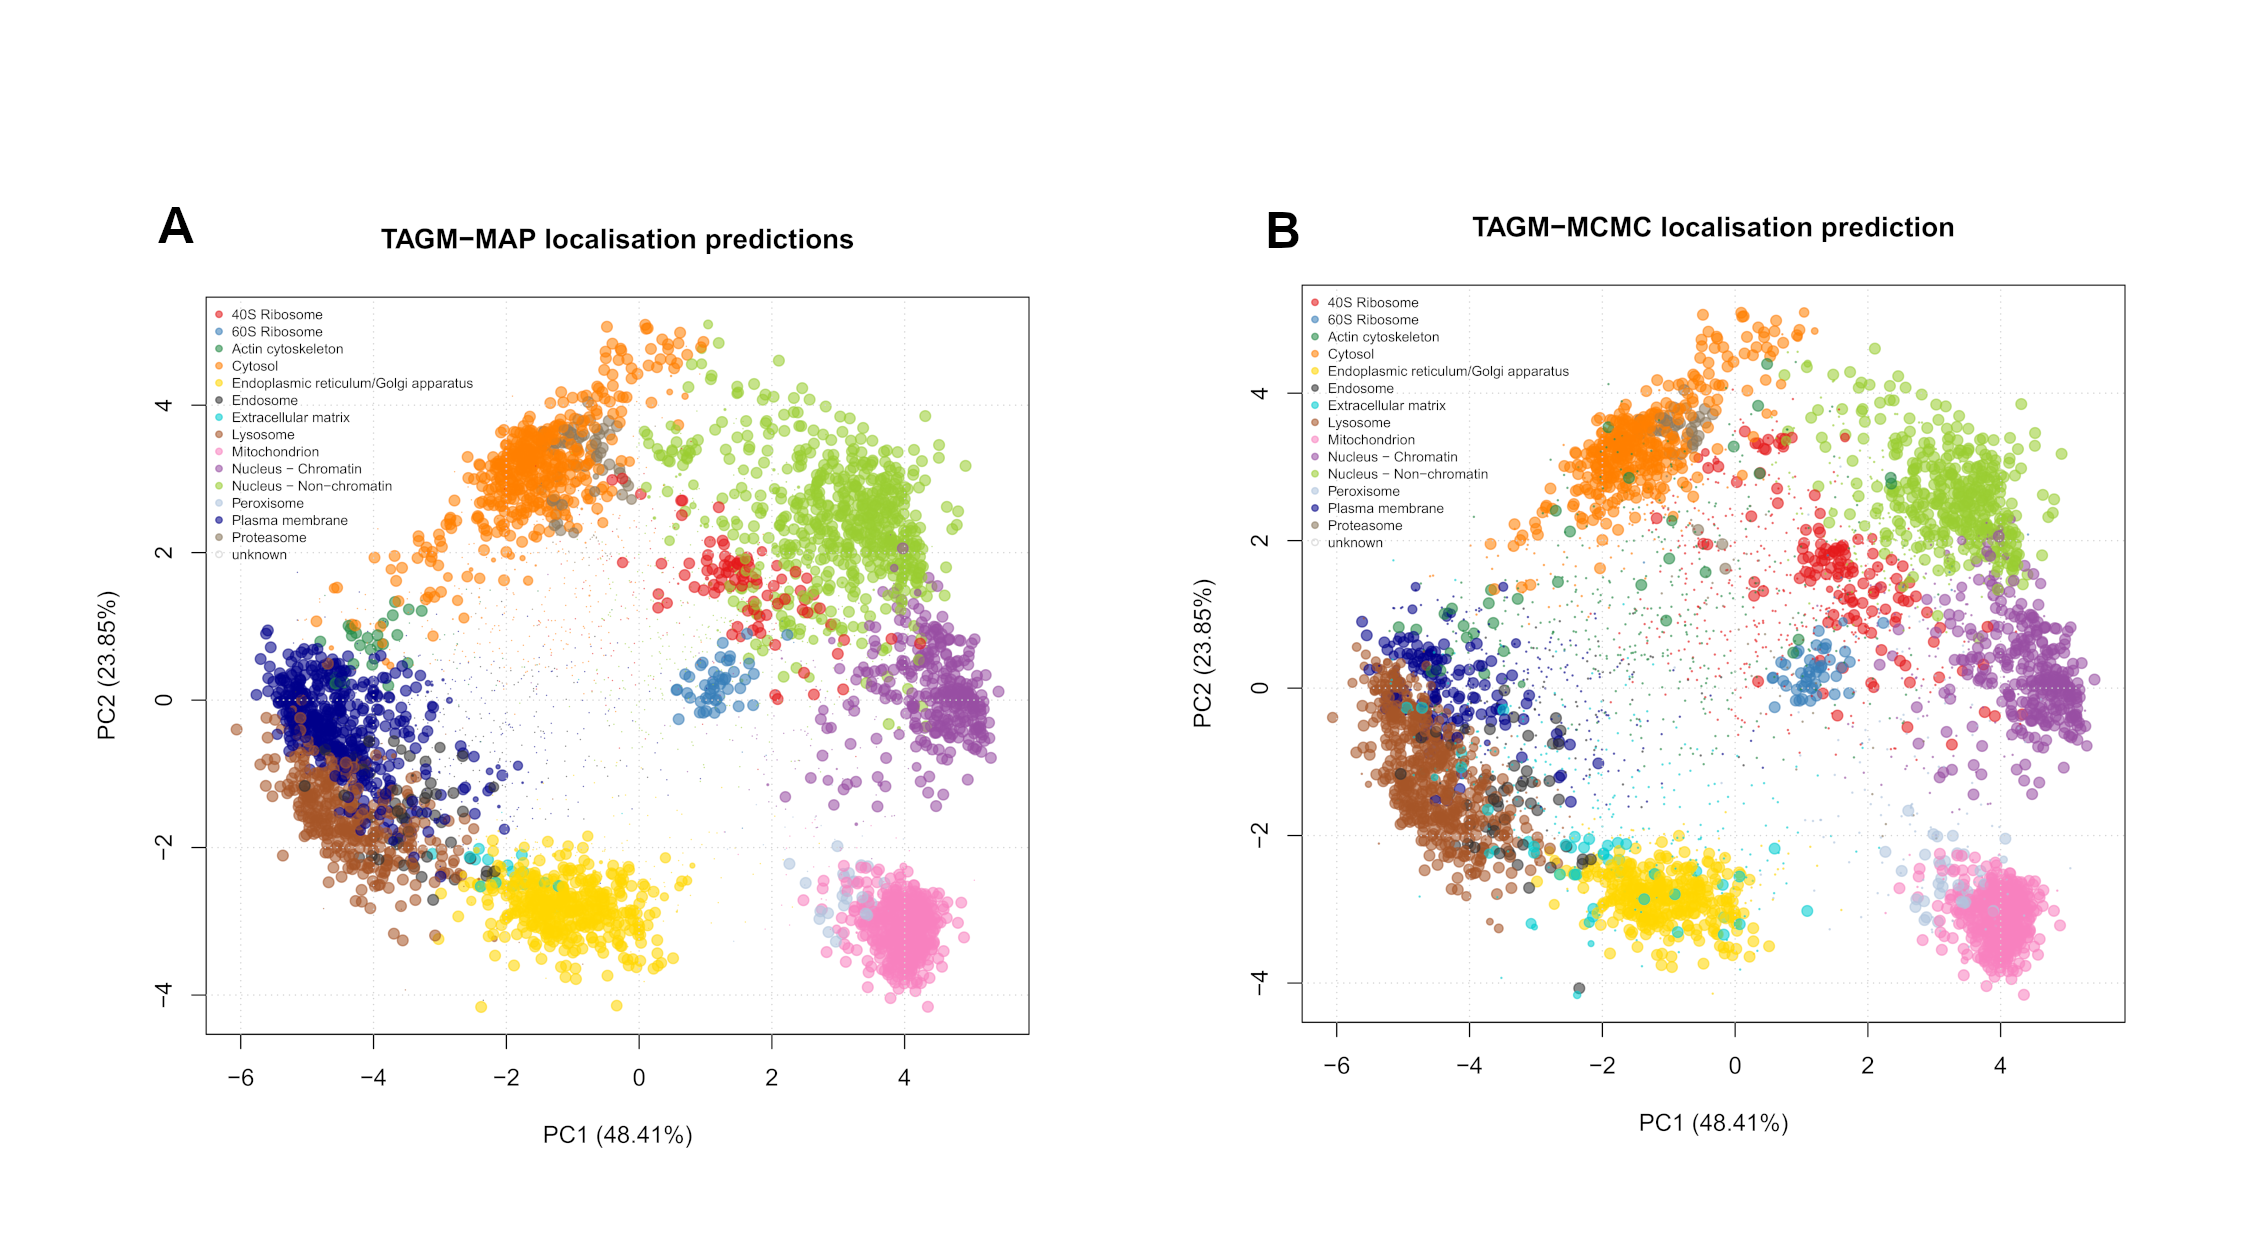 A
TAGM−MAP localisation predictions
40S Ribosome
60S Ribosome
Actin cytoskeleton
Cytosol
Endoplasmic reticulum/Golgi apparatus
Endosome
Extracellular matrix
Lysosome
Mitochondrion
Nucleus − Chromatin
Nucleus − Non−chromatin
Peroxisome
Plasma membrane
Proteasome
unknown
PC2 (23.85%)
4
2
0
−2
−4
−6 −4 −2 0 2 4
PC1 (48.41%)
B
TAGM−MCMC localisation prediction
40S Ribosome
60S Ribosome
Actin cytoskeleton
Cytosol
Endoplasmic reticulum/Golgi apparatus
Endosome
Extracellular matrix
Lysosome
Mitochondrion
Nucleus − Chromatin
Nucleus − Non−chromatin
Peroxisome
Plasma membrane
Proteasome
unknown
PC2 (23.85%)
4
2
0
−2
−4
−6 −4 −2 0 2 4
PC1 (48.41%)